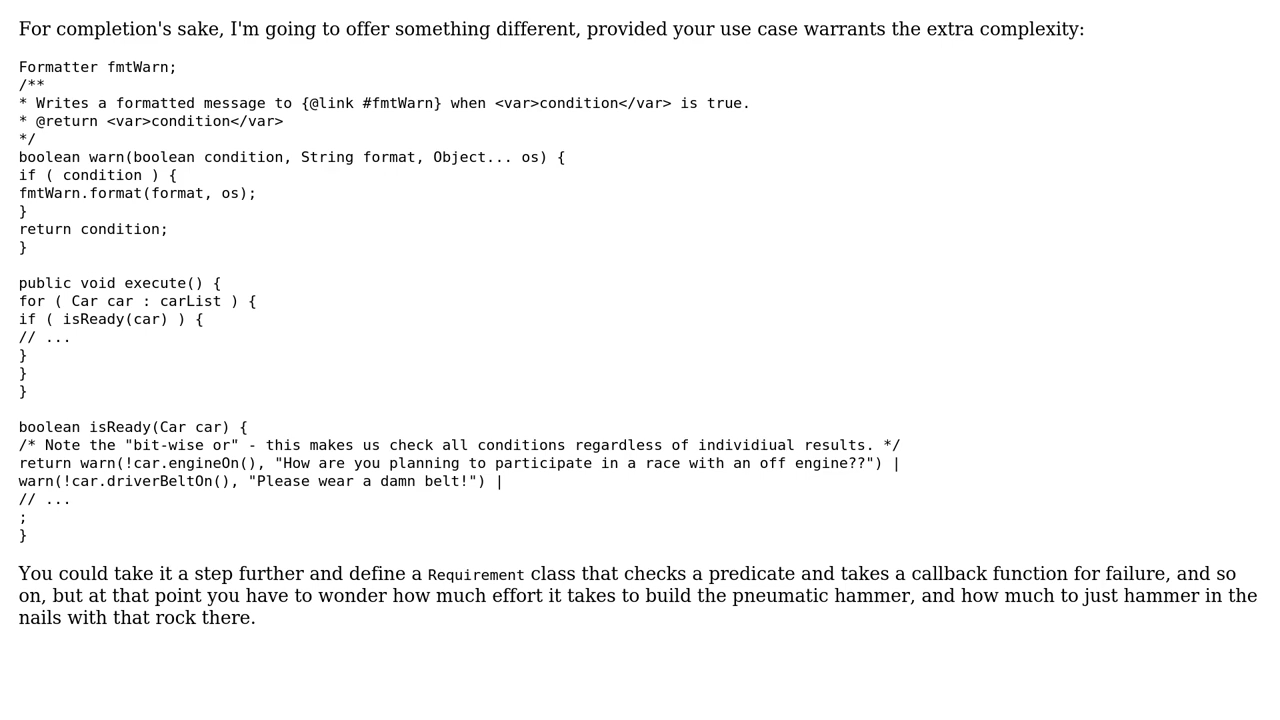 For completion's sake, I'm going to offer something different, provided your use case warrants the extra complexity:
Formatter fmtWarn;
/**
* Writes a formatted message to {@link #fmtWarn} when <var>condition</var> is true.
* @return <var>condition</var>
*/
boolean warn(boolean condition, String format, Object... os) {
if ( condition ) {
fmtWarn.format(format, os);
}
return condition;
}
public void execute() {
for ( Car car : carList ) {
if ( isReady(car) ) {
// ...
}
}
}
boolean isReady(Car car) {
/* Note the "bit-wise or" - this makes us check all conditions regardless of individiual results. */
return warn(!car.engineOn(), "How are you planning to participate in a race with an off engine??") |
warn(!car.driverBeltOn(), "Please wear a damn belt!") |
// ...
;
}
You could take it a step further and define a Requirement class that checks a predicate and takes a callback function for failure, and so
on, but at that point you have to wonder how much effort it takes to build the pneumatic hammer, and how much to just hammer in the
nails with that rock there.